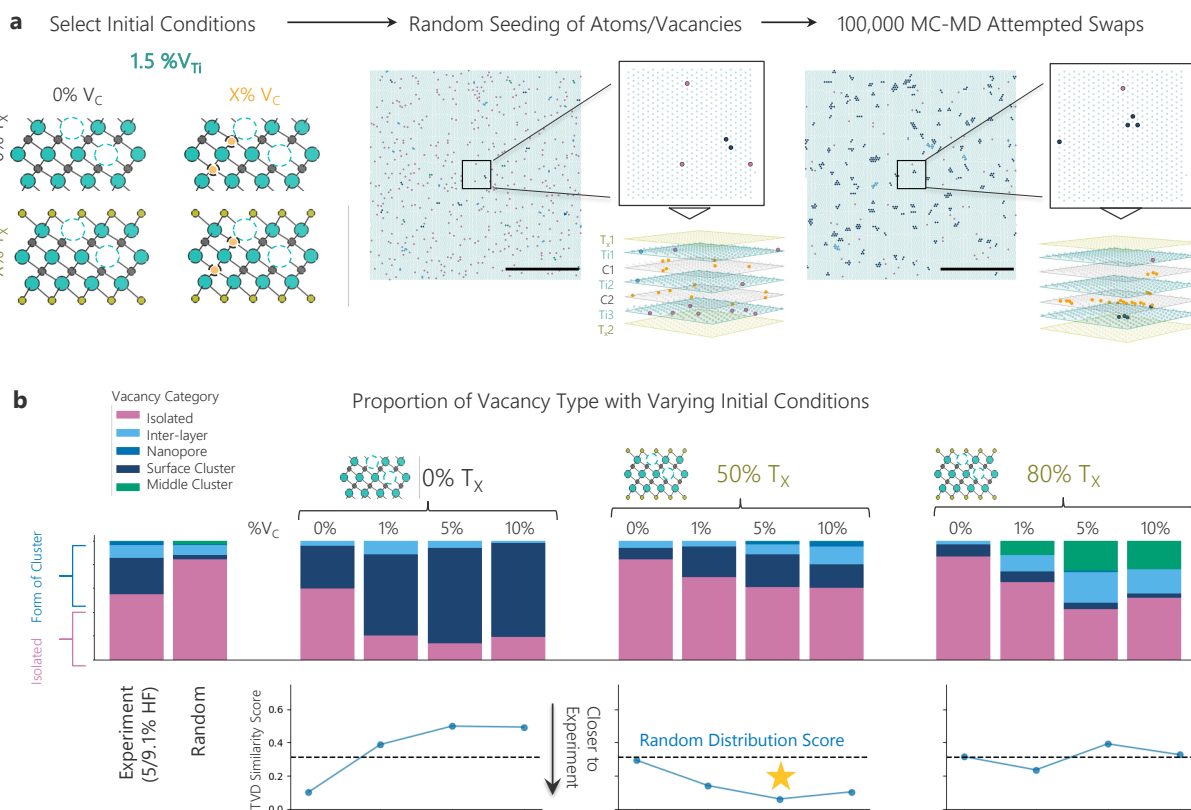 a
Select Initial Conditions
Random Seeding of Atoms/Vacancies
100,000 MC-MD Attempted Swaps
1.5 %V_Ti
0% V_C
X% V_C
T_x1
Ti1
C1
Ti2
C2
Ti3
T_x2
b
Proportion of Vacancy Type with Varying Initial Conditions
Vacancy Category
Isolated
Inter-layer
Nanopore
Surface Cluster
Middle Cluster
0% T_X
50% T_X
80% T_X
%V_C
0%
1%
5%
10%
0%
1%
5%
10%
0%
1%
5%
10%
Form of Cluster
Isolated
Experiment
(5/9.1% HF)
Random
TVD Similarity Score
0.6
0.4
0.2
0.0
Closer to
Experiment
Random Distribution Score